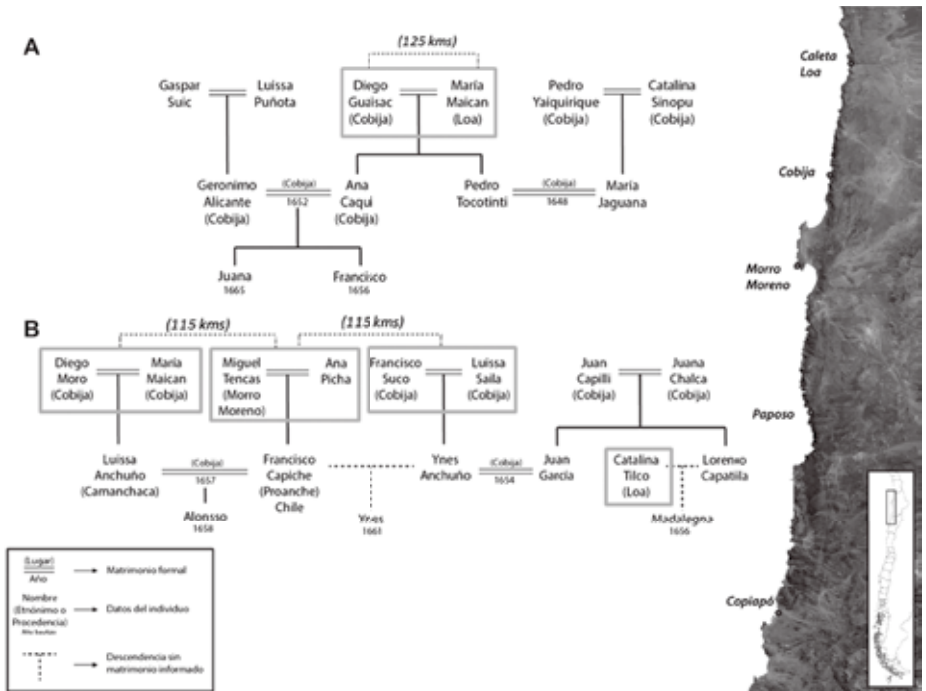 A
(125 kms)
Gaspar Suic
Luissa Puñota
Diego Guaisac (Cobija)
María Maican (Loa)
Pedro Yaiquirique (Cobija)
Catalina Sinopu (Cobija)
Geronimo Alicante (Cobija)
(Cobija)
1652
Ana Caqui (Cobija)
Pedro Tocotinti
(Cobija)
1648
María Jaguana
Juana
1665
Francisco
1656
B
(115 kms)
(115 kms)
Diego Moro (Cobija)
María Maican (Cobija)
Miguel Tencas (Morro Moreno)
Ana Picha
Francisco Suco (Cobija)
Luissa Saila (Cobija)
Juan Capilli (Cobija)
Juana Chalca (Cobija)
Luissa Anchuño (Camanchaca)
(Cobija)
1657
Francisco Capiche (Proanche) Chile
Ynes Anchuño
(Cobija)
1654
Juan Garcia
Catalina Tilco (Loa)
Lorenxo Capatiila
Alonsso
1658
Ynes
1661
Madalegna
1656
(Lugar)
Año
Matrimonio formal
Nombre
(Etnónimo o
Procedencia)
Datos del individuo
Descendencia sin
matrimonio informado
Caleta
Loa
Cobija
Morro
Moreno
Paposo
Copiapó